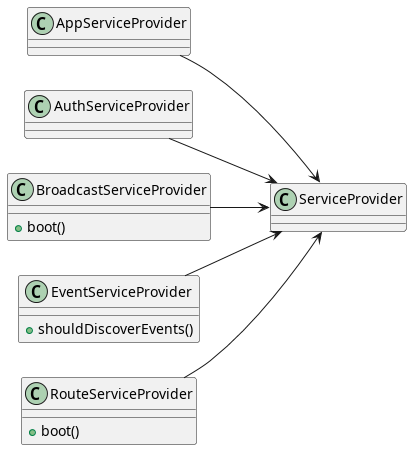 C AppServiceProvider
C AuthServiceProvider
C BroadcastServiceProvider
boot()
C ServiceProvider
C EventServiceProvider
shouldDiscoverEvents()
C RouteServiceProvider
boot()